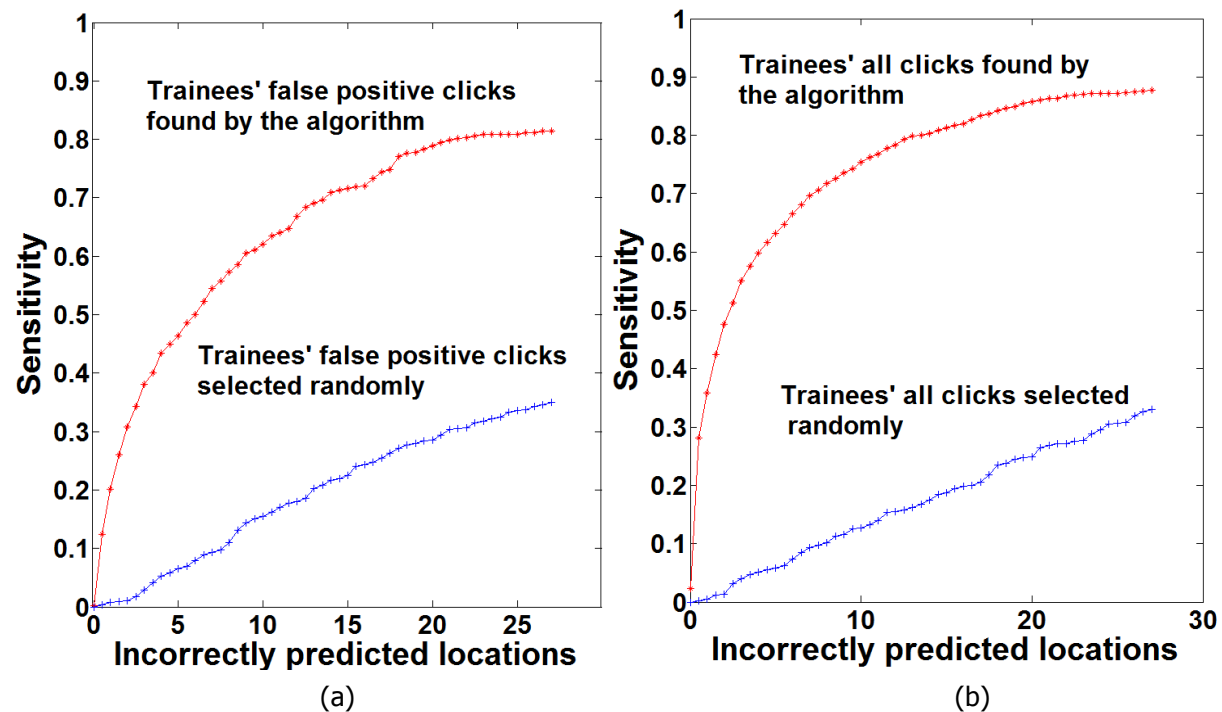 1
0.9
0.8
0.7
0.6
0.5
0.4
0.3
0.2
0.1
0
Sensitivity
Trainees' false positive clicks
found by the algorithm
Trainees' false positive clicks
selected randomly
0 5 10 15 20 25
Incorrectly predicted locations
(a)
1
0.9
0.8
0.7
0.6
0.5
0.4
0.3
0.2
0.1
0
Sensitivity
Trainees' all clicks found by
the algorithm
Trainees' all clicks selected
randomly
0 10 20 30
Incorrectly predicted locations
(b)